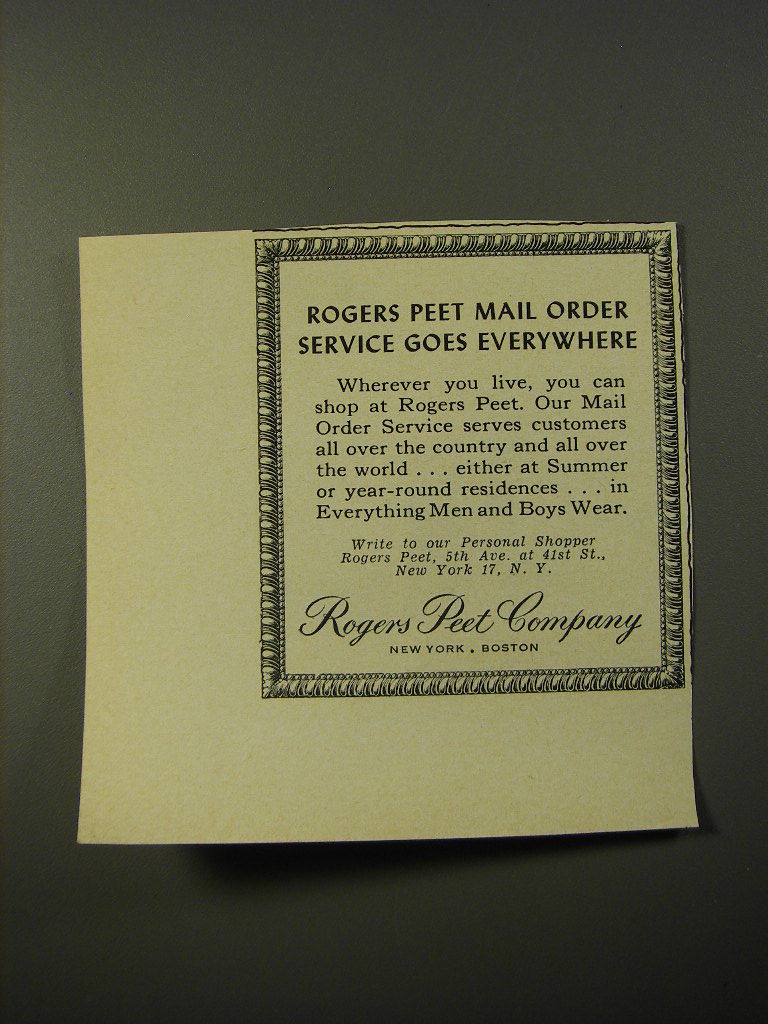 ROGERS PEET MAIL ORDER
SERVICE GOES EVERYWHERE
Wherever you live, you can
shop at Rogers Peet. Our Mail
Order Service serves customers
all over the country and all over
the world . . . either at Summer
or year-round residences . . . in
Everything Men and Boys Wear.
Write to our Personal Shopper
Rogers Peet, 5th Ave. at 41st St.,
New York 17, N. Y.
Rogers Peet Company
NEW YORK . BOSTON